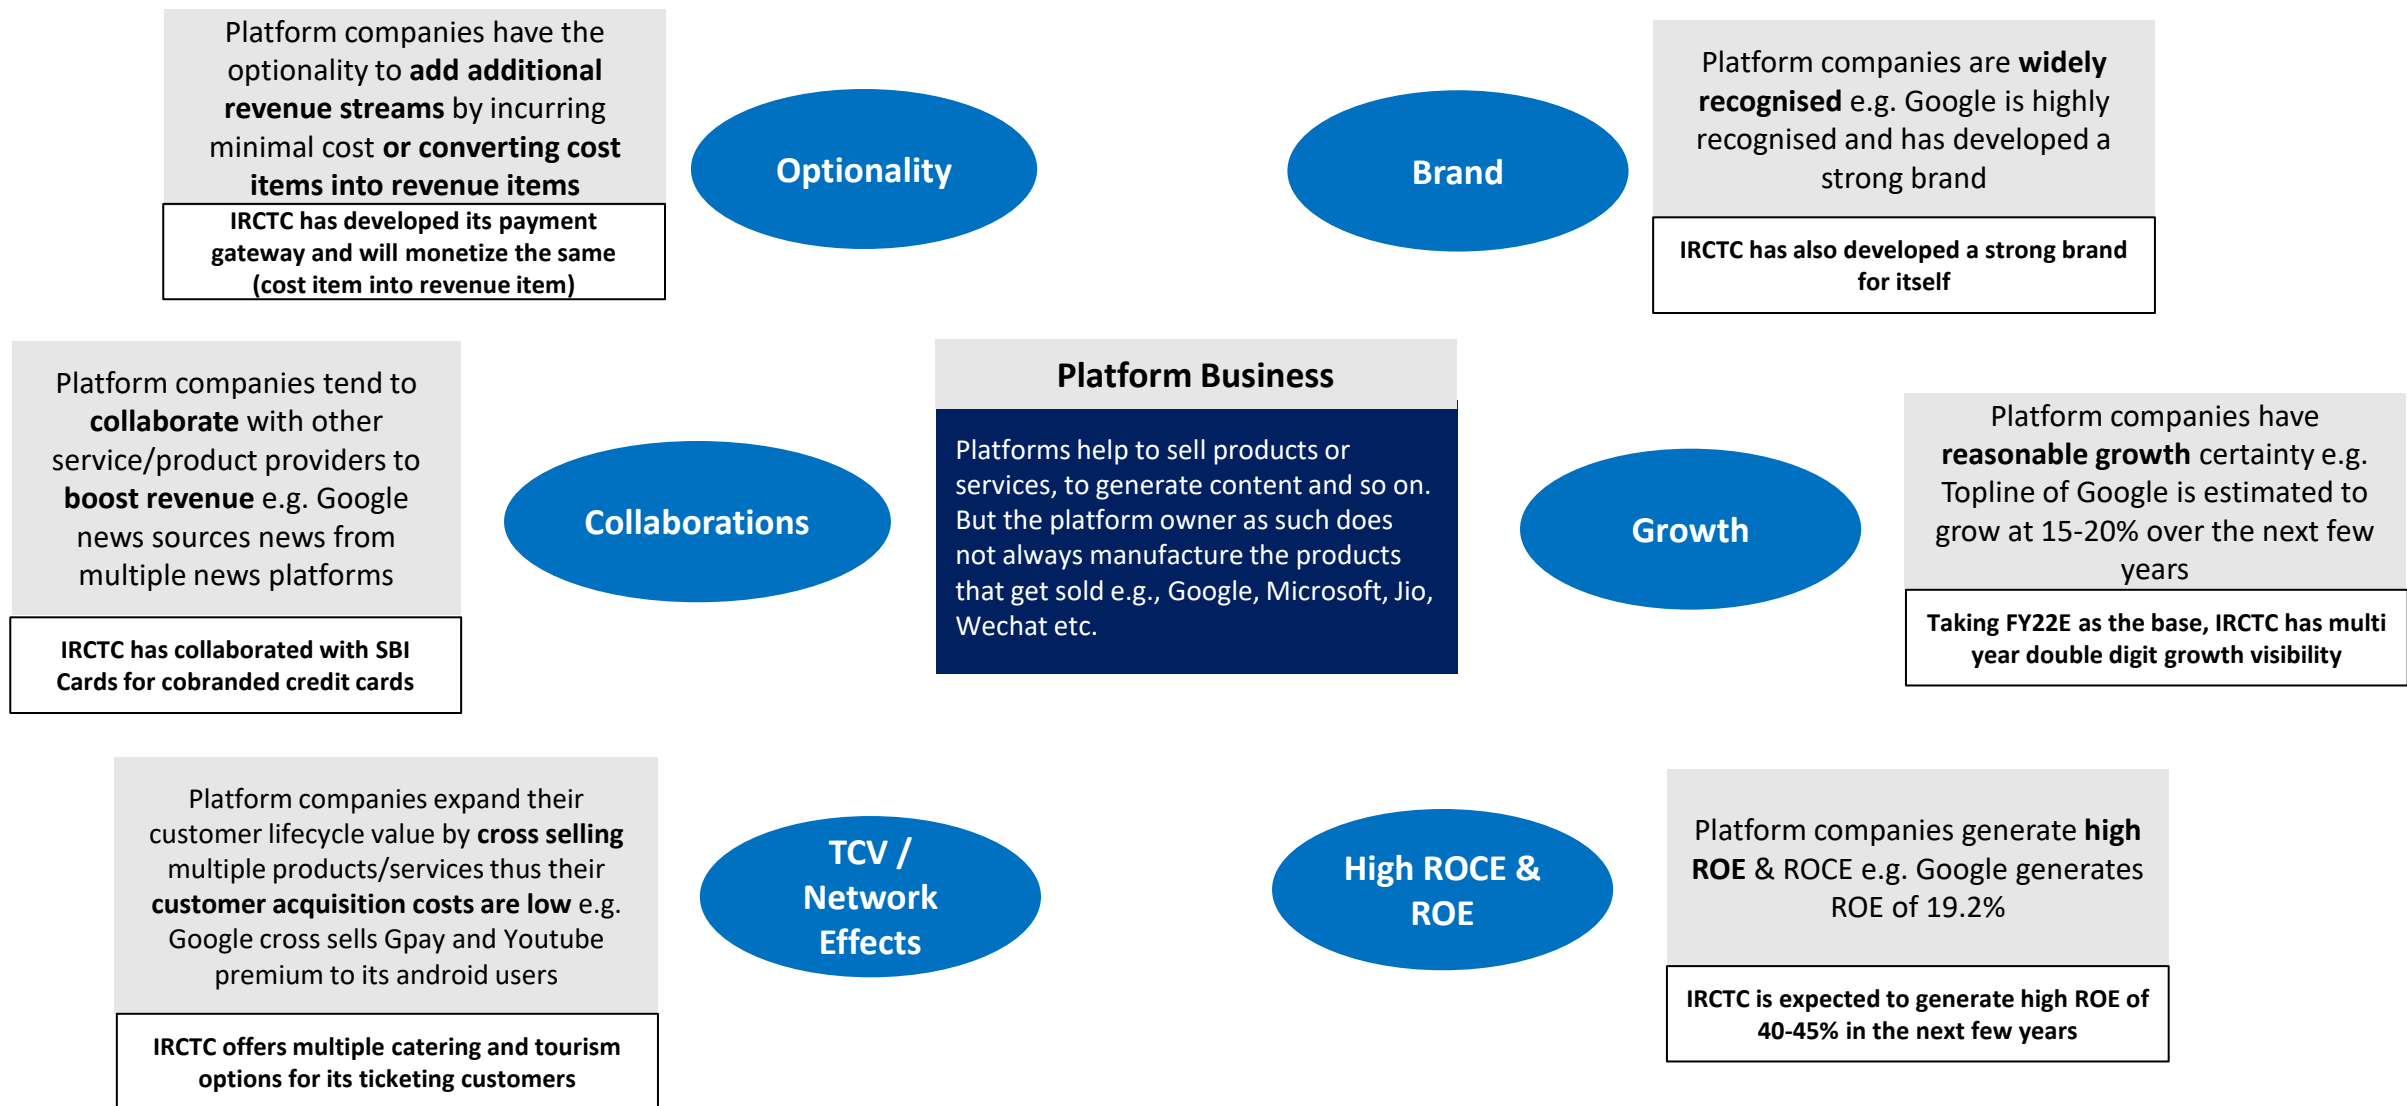 Platform companies have the
optionality to add additional
revenue streams by incurring
minimal cost or converting cost
items into revenue items
IRCTC has developed its payment
gateway and will monetize the same
(cost item into revenue item)
Optionality
Brand
Platform companies are widely
recognised e.g. Google is highly
recognised and has developed a
strong brand
IRCTC has also developed a strong brand
for itself
Platform companies tend to
collaborate with other
service/product providers to
boost revenue e.g. Google
news sources news from
multiple news platforms
IRCTC has collaborated with SBI
Cards for cobranded credit cards
Collaborations
Platform Business
Platforms help to sell products or
services, to generate content and so on.
But the platform owner as such does
not always manufacture the products
that get sold e.g., Google, Microsoft, Jio,
Wechat etc.
Growth
Platform companies have
reasonable growth certainty e.g.
Topline of Google is estimated to
grow at 15-20% over the next few
years
Taking FY22E as the base, IRCTC has multi
year double digit growth visibility
Platform companies expand their
customer lifecycle value by cross selling
multiple products/services thus their
customer acquisition costs are low e.g.
Google cross sells Gpay and Youtube
premium to its android users
IRCTC offers multiple catering and tourism
options for its ticketing customers
TCV /
Network
Effects
High ROCE &
ROE
Platform companies generate high
ROE & ROCE e.g. Google generates
ROE of 19.2%
IRCTC is expected to generate high ROE of
40-45% in the next few years